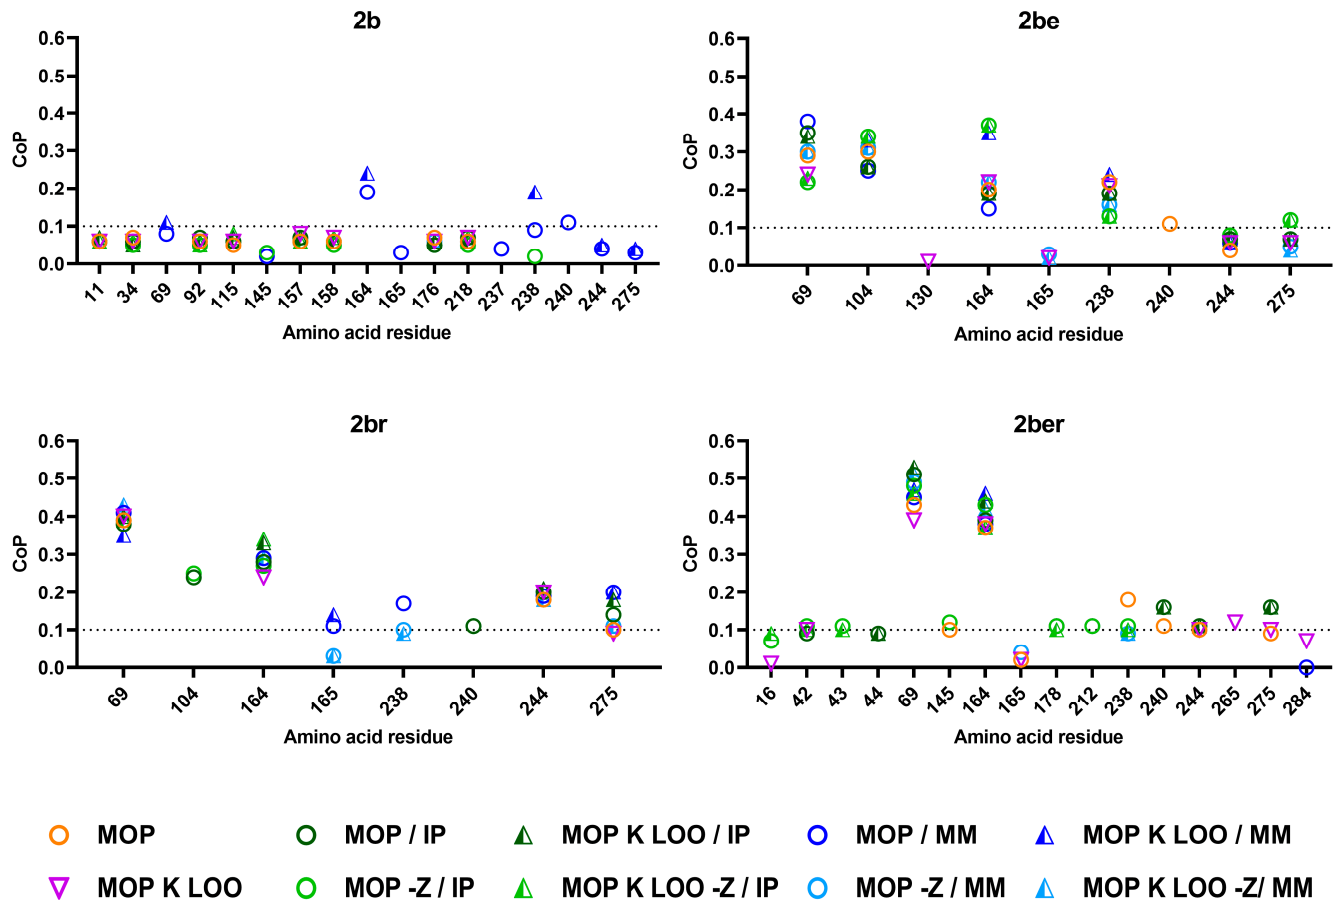 2b
0.6
0.5
0.4
0.3
0.2
0.1
0.0
CoP
11 34 69 92 115 145 157 158 164 165 176 218 237 238 240 244 275
Amino acid residue
2be
0.6
0.5
0.4
0.3
0.2
0.1
0.0
CoP
69 104 130 164 165 238 240 244 275
Amino acid residue
2br
0.6
0.5
0.4
0.3
0.2
0.1
0.0
CoP
69 104 164 165 238 240 244 275
Amino acid residue
2ber
0.6
0.5
0.4
0.3
0.2
0.1
0.0
CoP
16 42 43 44 69 145 164 165 178 212 238 240 244 265 275 284
Amino acid residue
MOP MOP / IP MOP K LOO / IP MOP / MM MOP K LOO / MM
MOP K LOO MOP -Z / IP MOP K LOO -Z / IP MOP -Z / MM MOP K LOO -Z/ MM